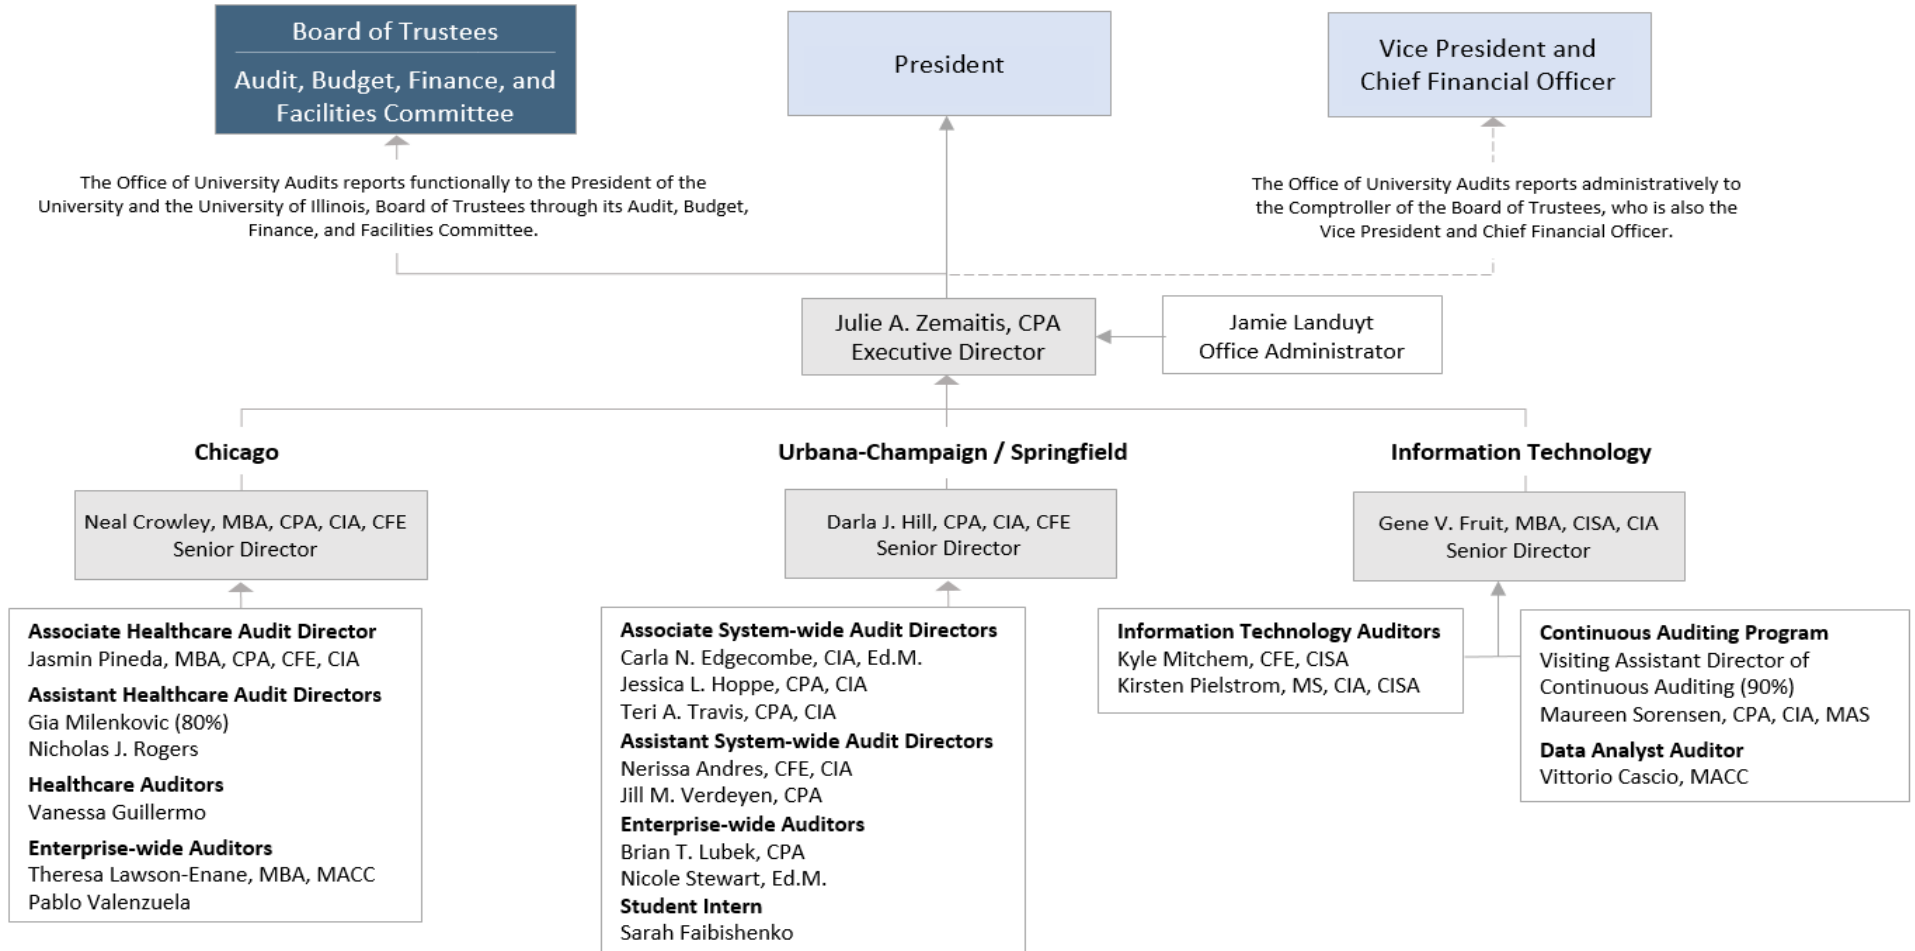 Board of Trustees
Audit, Budget, Finance, and
Facilities Committee
President
Vice President and
Chief Financial Officer
The Office of University Audits reports functionally to the President of the
University and the University of Illinois, Board of Trustees through its Audit, Budget,
Finance, and Facilities Committee.
The Office of University Audits reports administratively to
the Comptroller of the Board of Trustees, who is also the
Vice President and Chief Financial Officer.
Julie A. Zemaitis, CPA
Executive Director
Jamie Landuyt
Office Administrator
Chicago
Neal Crowley, MBA, CPA, CIA, CFE
Senior Director
Associate Healthcare Audit Director
Jasmin Pineda, MBA, CPA, CFE, CIA
Assistant Healthcare Audit Directors
Gia Milenkovic (80%)
Nicholas J. Rogers
Healthcare Auditors
Vanessa Guillermo
Enterprise-wide Auditors
Theresa Lawson-Enane, MBA, MACC
Pablo Valenzuela
Urbana-Champaign / Springfield
Darla J. Hill, CPA, CIA, CFE
Senior Director
Associate System-wide Audit Directors
Carla N. Edgecombe, CIA, Ed.M.
Jessica L. Hoppe, CPA, CIA
Teri A. Travis, CPA, CIA
Assistant System-wide Audit Directors
Nerissa Andres, CFE, CIA
Jill M. Verdeyen, CPA
Enterprise-wide Auditors
Brian T. Lubek, CPA
Nicole Stewart, Ed.M.
Student Intern
Sarah Faibishenko
Information Technology
Gene V. Fruit, MBA, CISA, CIA
Senior Director
Information Technology Auditors
Kyle Mitchem, CFE, CISA
Kirsten Pielstrom, MS, CIA, CISA
Continuous Auditing Program
Visiting Assistant Director of
Continuous Auditing (90%)
Maureen Sorensen, CPA, CIA, MAS
Data Analyst Auditor
Vittorio Cascio, MACC